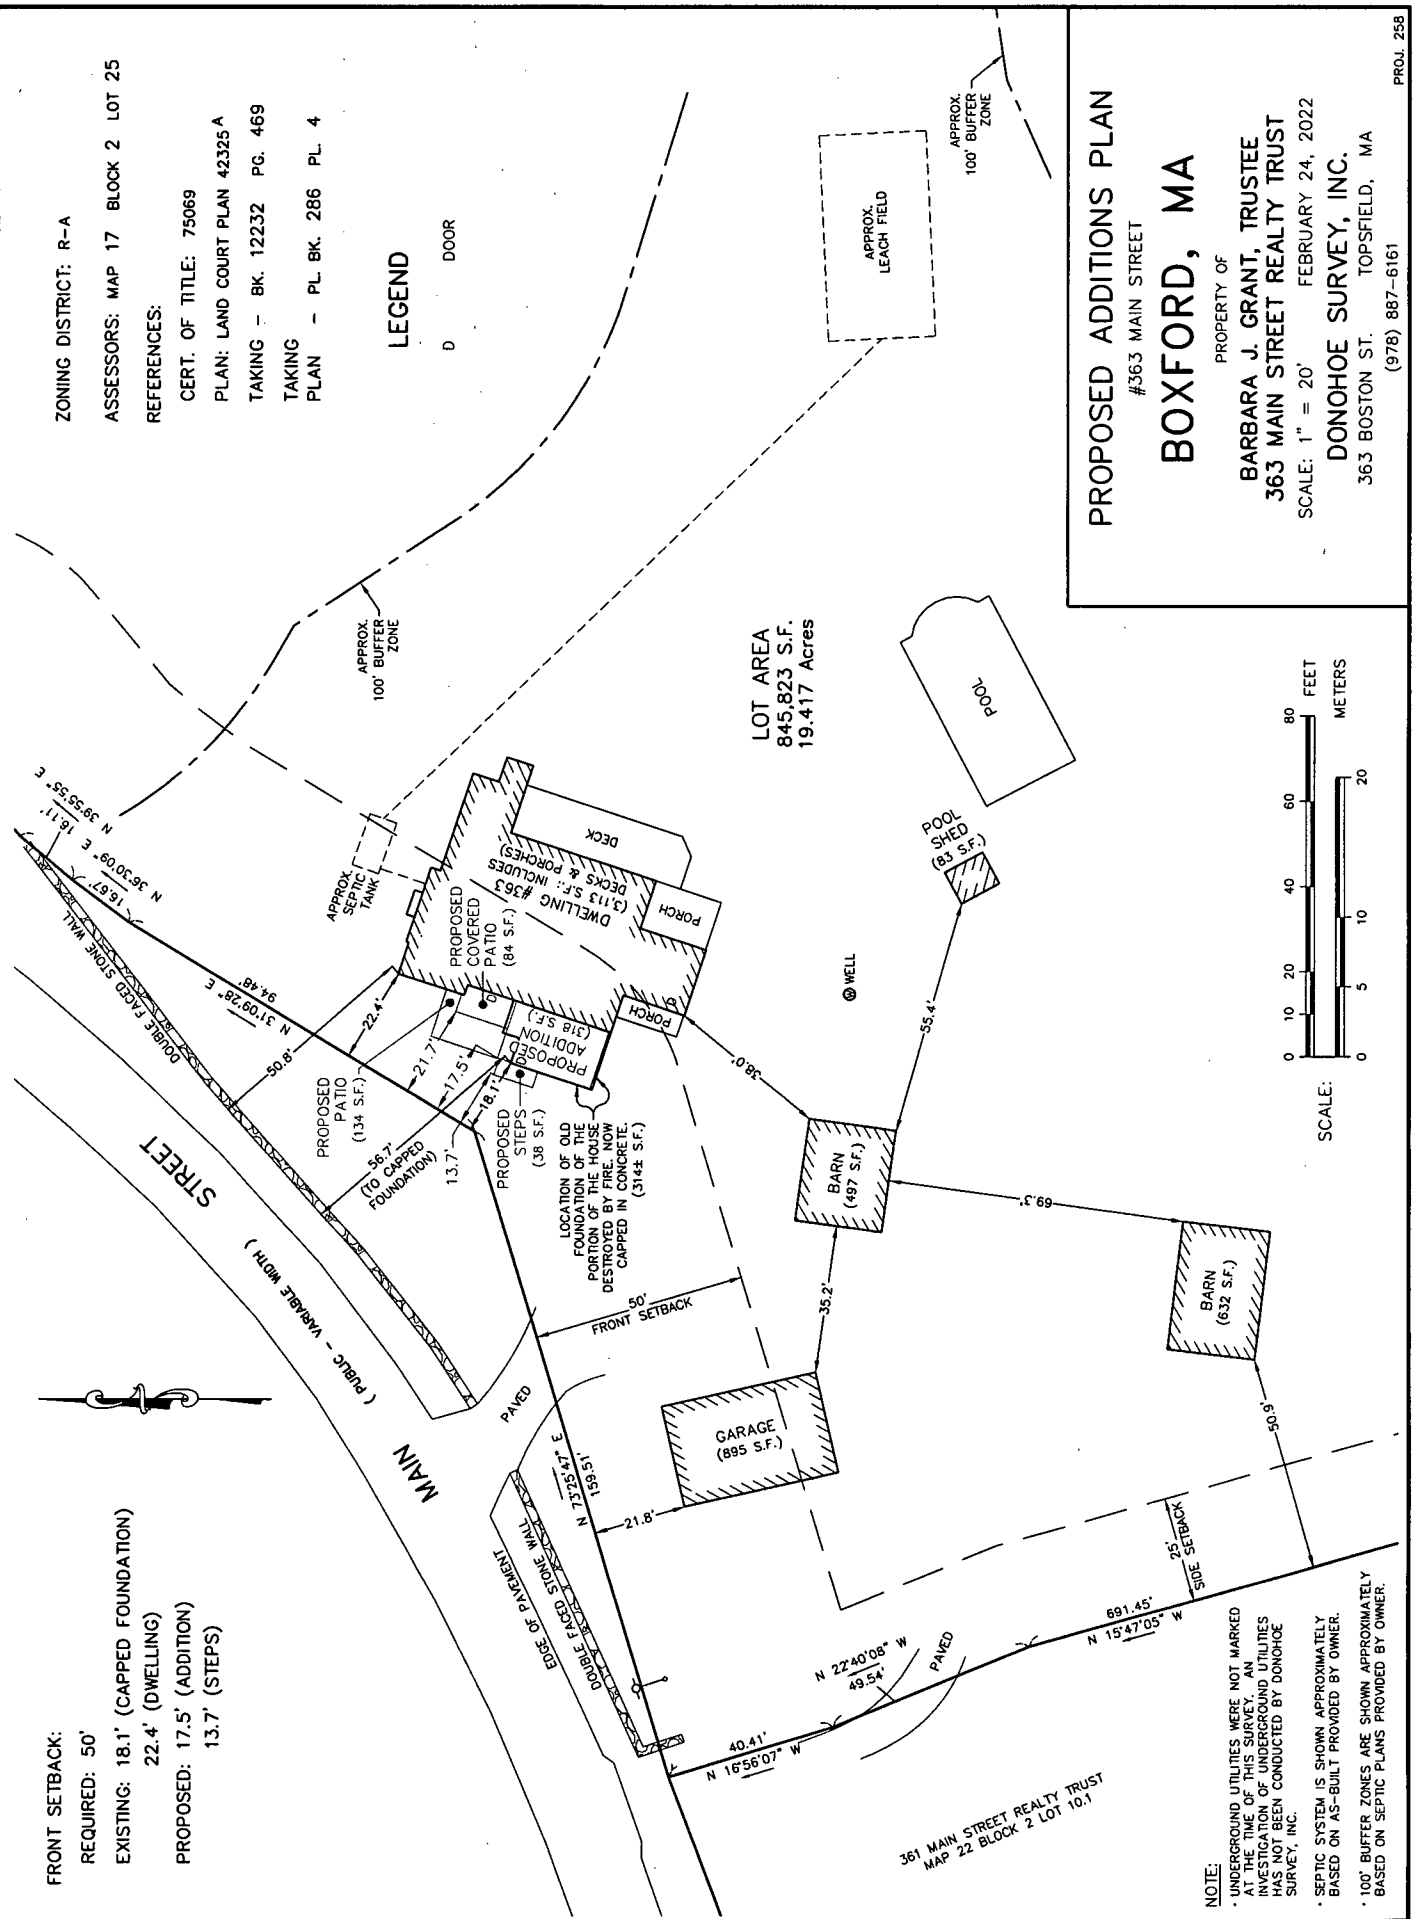 FRONT SETBACK:
REQUIRED: 50'
EXISTING: 18.1' (CAPPED FOUNDATION)
22.4' (DWELLING)
PROPOSED: 17.5' (ADDITION)
13.7' (STEPS)
ZONING DISTRICT: R-A
ASSESSORS: MAP 17 BLOCK 2 LOT 25
REFERENCES:
CERT. OF TITLE: 75069
PLAN: LAND COURT PLAN 42325 A
TAKING - BK. 12232 PG. 469
TAKING
PLAN - PL. BK. 286 PL. 4
LEGEND
D DOOR
MAIN
STREET
( PUBLIC - VARIABLE WIDTH )
DOUBLE FACED STONE WALL
N 39°55'55" E
16.11'
N 36°30'09" E
16.67'
N 31°09'28" E
94.48'
50.8'
22.4'
21.7'
17.5'
18.1'
13.7'
56.7'
(TO CAPPED
FOUNDATION)
PROPOSED
PATIO
(134 S.F.)
PROPOSED
STEPS
(38 S.F.)
PROPOSED
COVERED
PATIO
(84 S.F.)
PROPOSED
ADDITION
(318 S.F.)
D
D
D
APPROX.
SEPTIC
TANK
APPROX.
100' BUFFER
ZONE
DWELLING #363
(3,113 S.F.: INCLUDES
DECKS & PORCHES)
DECK
PORCH
PORCH
LOCATION OF OLD
FOUNDATION OF THE
PORTION OF THE HOUSE
DESTROYED BY FIRE. NOW
CAPPED IN CONCRETE.
(314± S.F.)
APPROX.
LEACH FIELD
APPROX.
100' BUFFER
ZONE
LOT AREA
845,823 S.F.
19.417 Acres
POOL
POOL
SHED
(83 S.F.)
WELL
55.4'
38.0'
BARN
(497 S.F.)
69.3'
35.2'
BARN
(632 S.F.)
50.9'
50'
FRONT SETBACK
PAVED
GARAGE
(895 S.F.)
21.8'
N 73°25'47" E
159.51'
EDGE OF PAVEMENT
DOUBLE FACED STONE WALL
25'
SIDE SETBACK
691.45'
N 15°47'05" W
PAVED
N 22°40'08" W
49.54'
40.41'
N 16°56'07" W
361 MAIN STREET REALTY TRUST
MAP 22 BLOCK 2 LOT 10.1
NOTE:
· UNDERGROUND UTILITIES WERE NOT MARKED
AT THE TIME OF THIS SURVEY. AN
INVESTIGATION OF UNDERGROUND UTILITIES
HAS NOT BEEN CONDUCTED BY DONOHOE
SURVEY, INC.
· SEPTIC SYSTEM IS SHOWN APPROXIMATELY
BASED ON AS-BUILT PROVIDED BY OWNER.
· 100' BUFFER ZONES ARE SHOWN APPROXIMATELY
BASED ON SEPTIC PLANS PROVIDED BY OWNER.
SCALE:
0 10 20 40 60 80 FEET
0 5 10 20 METERS
PROPOSED ADDITIONS PLAN
#363 MAIN STREET
BOXFORD, MA
PROPERTY OF
BARBARA J. GRANT, TRUSTEE
363 MAIN STREET REALTY TRUST
SCALE: 1" = 20' FEBRUARY 24, 2022
DONOHOE SURVEY, INC.
363 BOSTON ST. TOPSFIELD, MA
(978) 887-6161
PROJ. 258